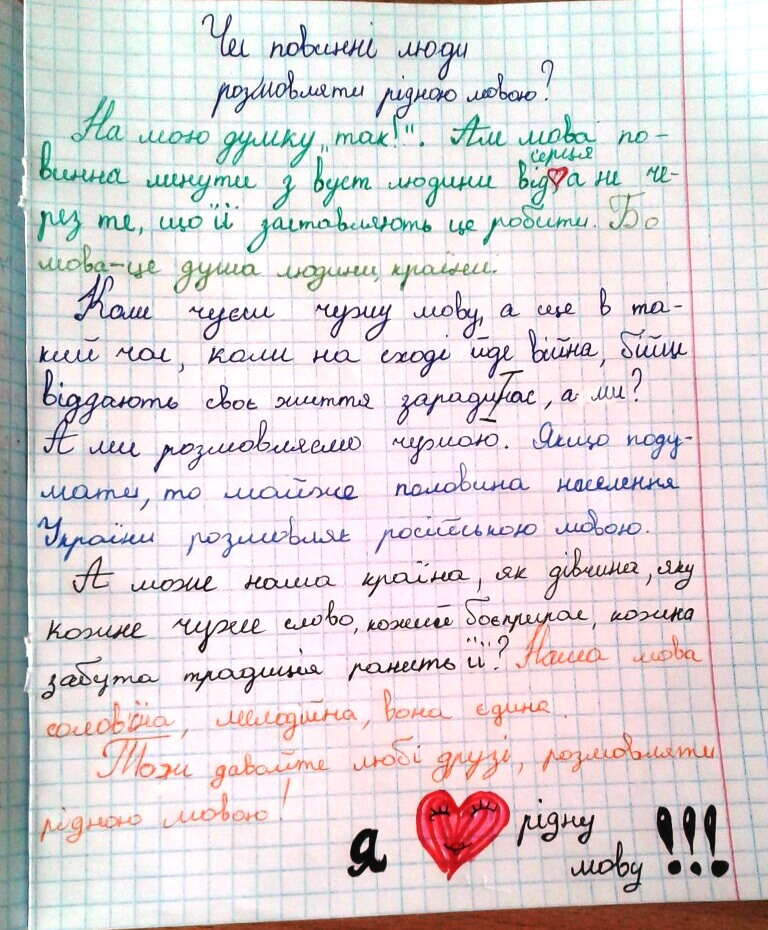 Чи повинні люди
розмовляти рідною мовою?
На мою думку „так!". Але мова по-
серця
винна линути з вуст людини від а не че-
рез те, що її заставляють це робити. Бо
мова-це душа людини, країни.
Коли чуєш чужу мову, а ще в та-
кий час, коли на сході йде війна, бійці
віддають своє життя заради нас, а ми?
А ми розмовляємо чужою. Якщо поду-
мати, то майже половина населення
України розмовляє російською мовою.
А може наша країна, як дівчина, яку
кожне чуже слово, кожний боєприпас, кожна
забута традиція ранить її? Наша мова
солов'їна, мелодійна, вона єдина.
Тож давайте любі друзі, розмовляти
рідною мовою!
я рідну
мову !!!